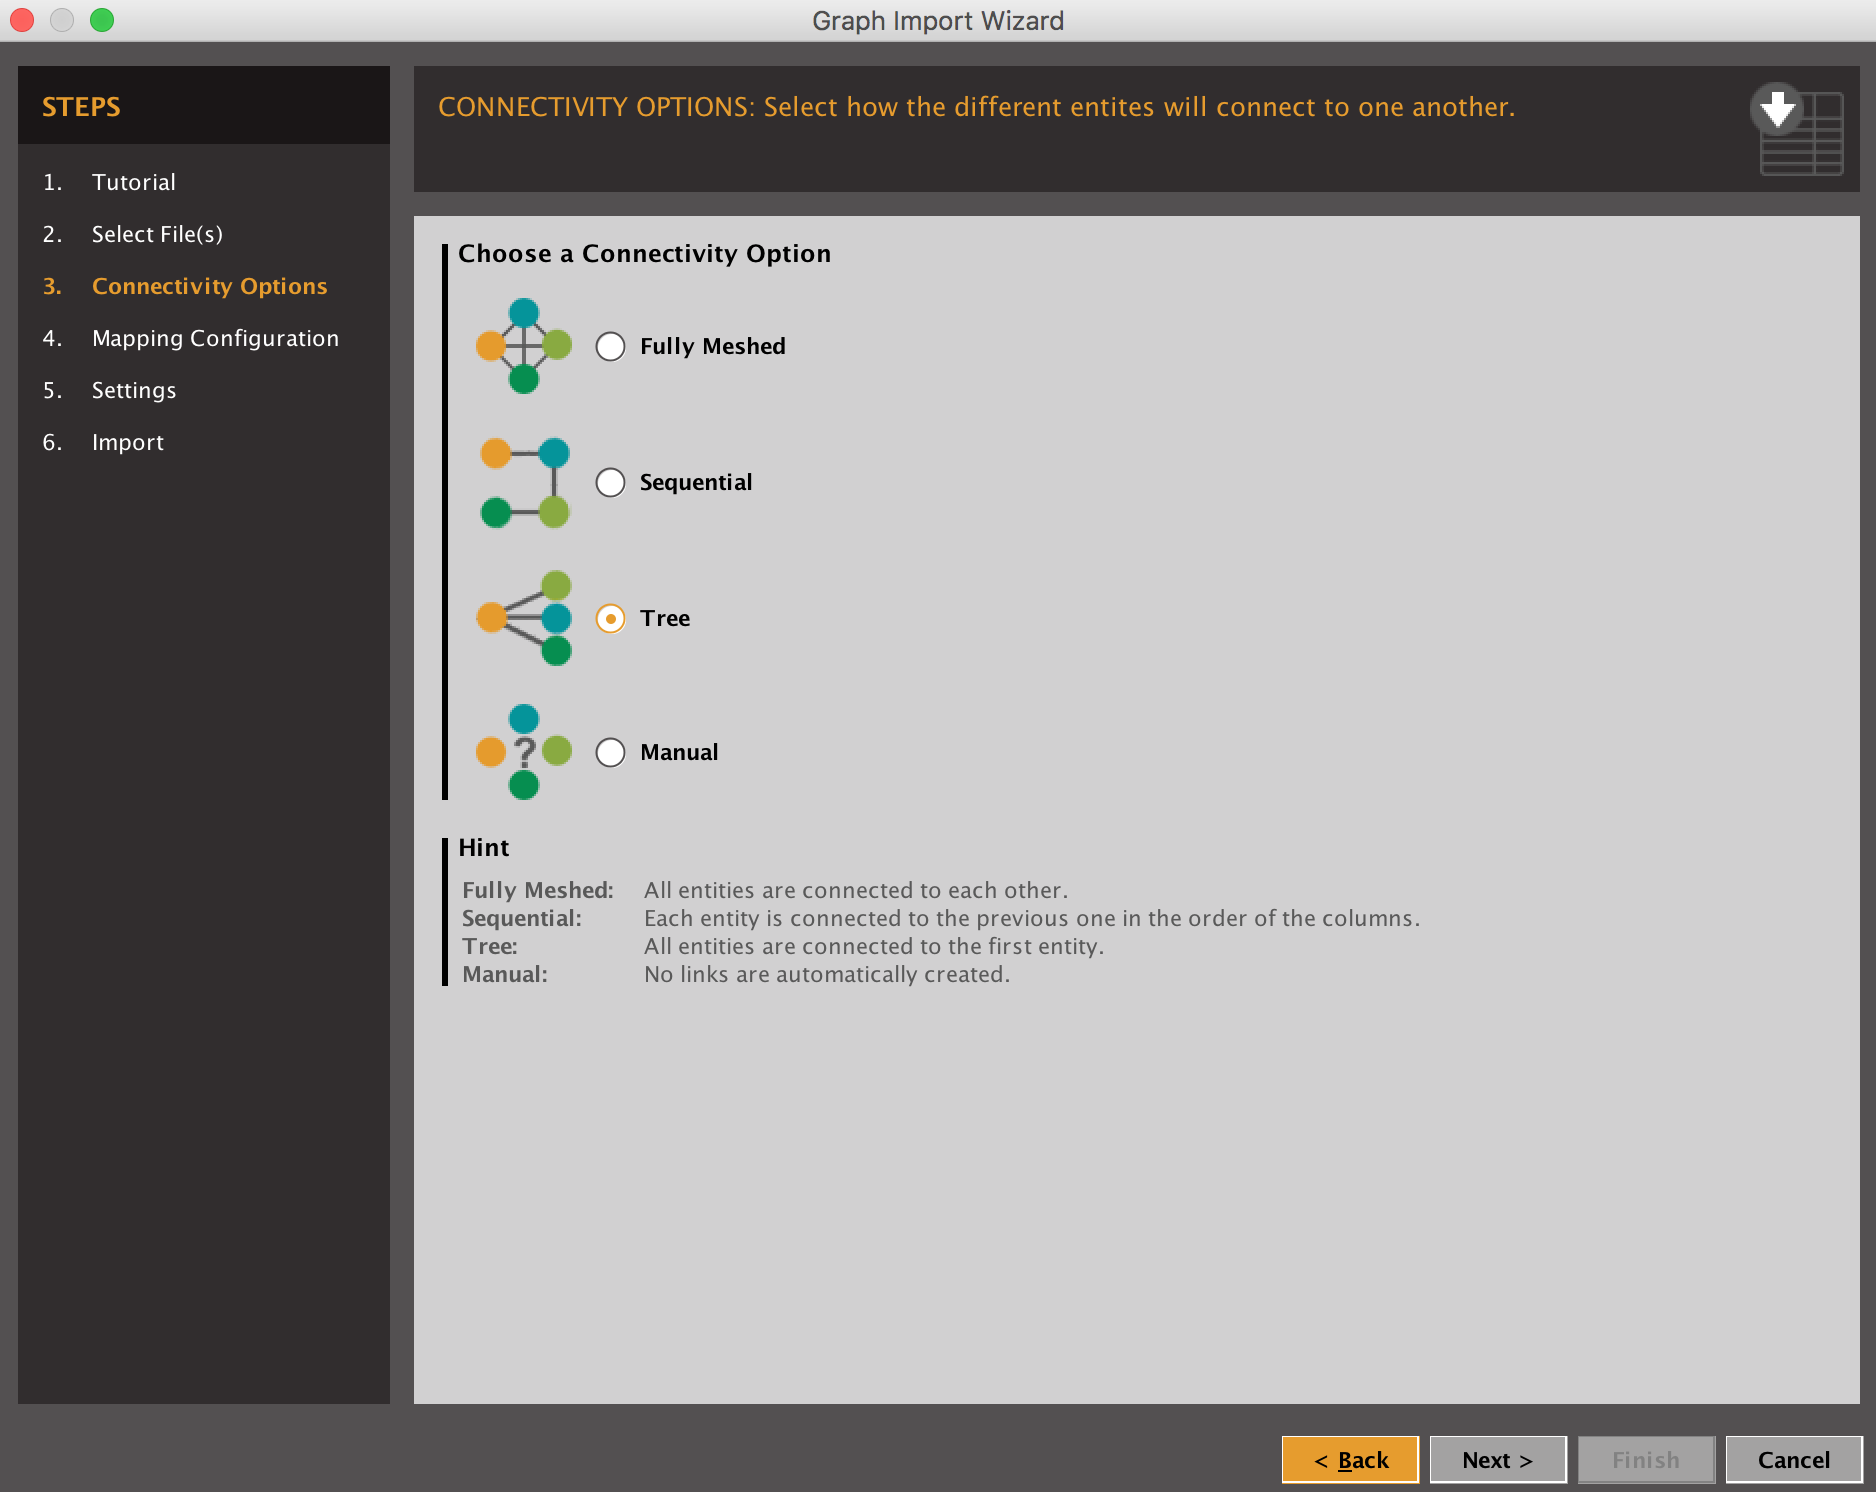 Graph Import Wizard
STEPS
1. Tutorial
2. Select File(s)
3. Connectivity Options
4. Mapping Configuration
5. Settings
6. Import
CONNECTIVITY OPTIONS: Select how the different entites will connect to one another.
Choose a Connectivity Option
Fully Meshed
Sequential
Tree
?
Manual
Hint
Fully Meshed: All entities are connected to each other.
Sequential: Each entity is connected to the previous one in the order of the columns.
Tree: All entities are connected to the first entity.
Manual: No links are automatically created.
< Back Next > Finish Cancel